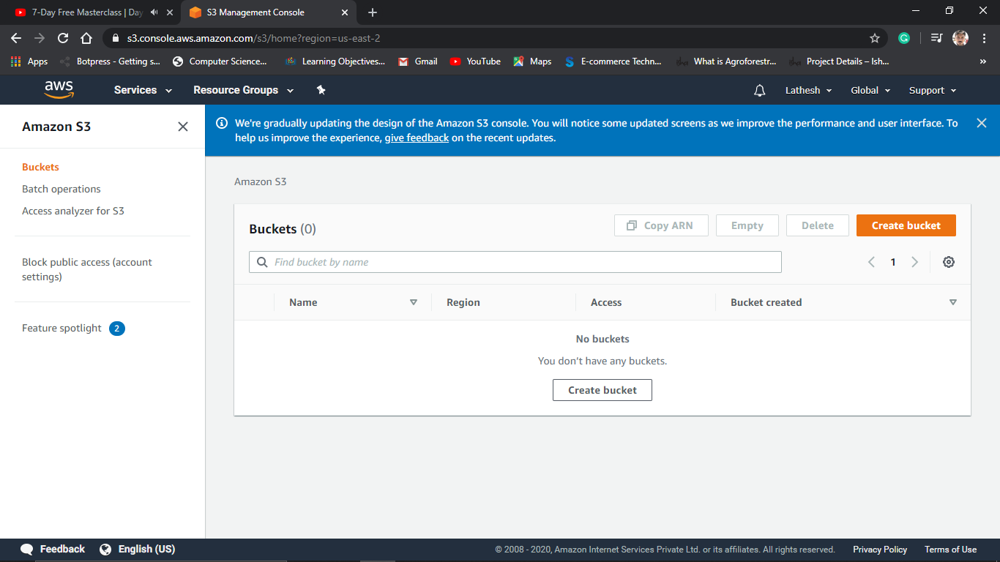 7-Day Free Masterclass | Day
S3 Management Console
s3.console.aws.amazon.com/s3/home?region=us-east-2
Apps
Botpress - Getting s...
Computer Science...
Learning Objectives...
Gmail
YouTube
Maps
E-commerce Techn...
What is Agroforestr...
Project Details – Ish...
»
aws
Services
Resource Groups
Lathesh
Global
Support
Amazon S3
Buckets
Batch operations
Access analyzer for S3
Block public access (account
settings)
Feature spotlight 2
We're gradually updating the design of the Amazon S3 console. You will notice some updated screens as we improve the performance and user interface. To
help us improve the experience, give feedback on the recent updates.
Amazon S3
Buckets (0)
Copy ARN
Empty
Delete
Create bucket
Find bucket by name
1
Name
Region
Access
Bucket created
No buckets
You don't have any buckets.
Create bucket
Feedback
English (US)
© 2008 - 2020, Amazon Internet Services Private Ltd. or its affiliates. All rights reserved.
Privacy Policy
Terms of Use